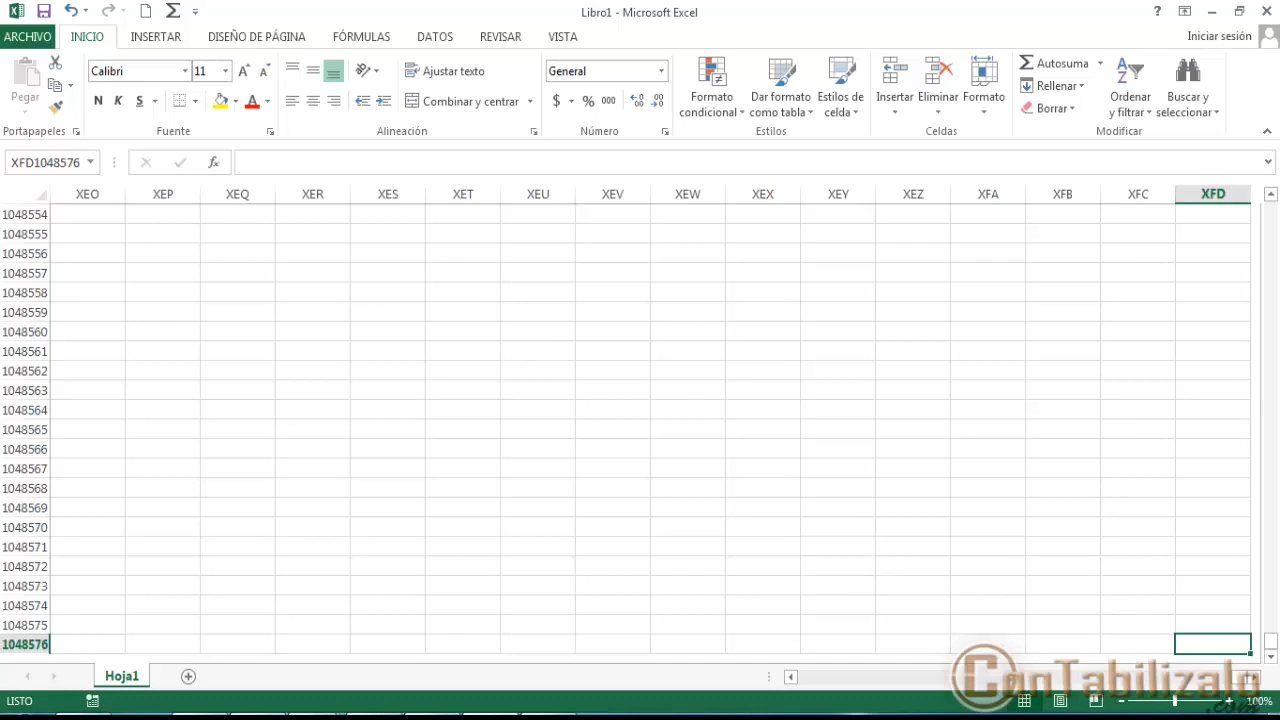 Libro1 - Microsoft Excel
?
ARCHIVO INICIO INSERTAR DISEÑO DE PÁGINA FÓRMULAS DATOS REVISAR VISTA Iniciar sesión
Pegar
Portapapeles
Calibri 11
N K S A
Fuente
Ajustar texto
Combinar y centrar
Alineación
General
$ % 000
Número
Formato condicional
Dar formato como tabla
Estilos de celda
Estilos
Insertar Eliminar Formato
Celdas
Autosuma
Rellenar
Borrar
Ordenar y filtrar
Buscar y seleccionar
Modificar
XFD1048576 fx
XEO XEP XEQ XER XES XET XEU XEV XEW XEX XEY XEZ XFA XFB XFC XFD
1048554
1048555
1048556
1048557
1048558
1048559
1048560
1048561
1048562
1048563
1048564
1048565
1048566
1048567
1048568
1048569
1048570
1048571
1048572
1048573
1048574
1048575
1048576
Hoja1
ConTabilizalo
.com
LISTO 100%